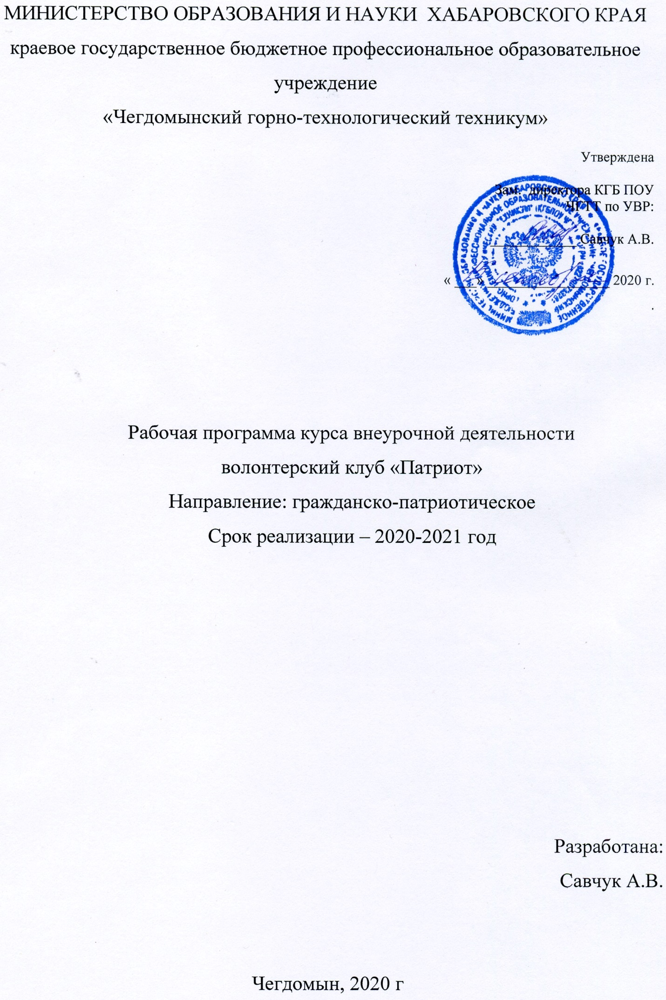 МИНИСТЕРСТВО ОБРАЗОВАНИЯ И НАУКИ ХАБАРОВСКОГО КРАЯ
краевое государственное бюджетное профессиональное образовательное
учреждение
«Чегдомынский горно-технологический техникум»
Утверждена
Зам. директора КГБ ПОУ
ЧГТТ по УВР:
Савчук А.В.
« » 2020 г.
.
Рабочая программа курса внеурочной деятельности
волонтерский клуб «Патриот»
Направление: гражданско-патриотическое
Срок реализации – 2020-2021 год
Разработана:
Савчук А.В.
Чегдомын, 2020 г